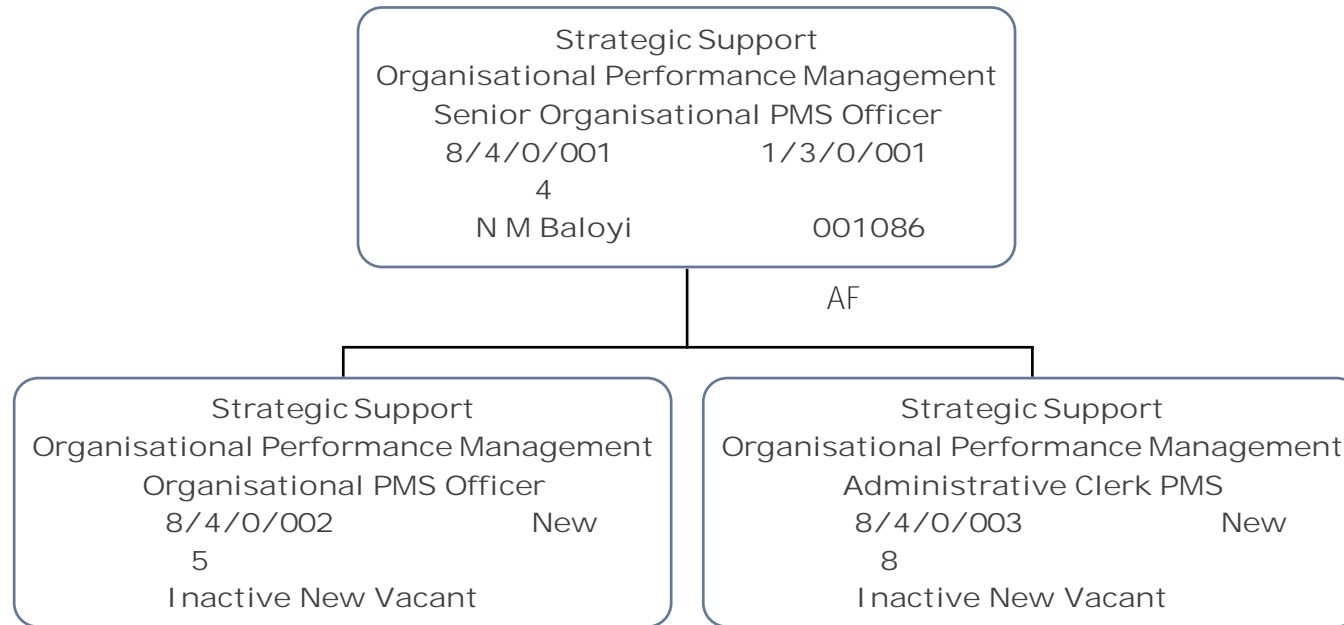 Strategic Support
Organisational Performance Management
Senior Organisational PMS Officer
8/4/0/001 1/3/0/001
4
N M Baloyi 001086
AF
Strategic Support
Organisational Performance Management
Organisational PMS Officer
8/4/0/002 New
5
Inactive New Vacant
Strategic Support
Organisational Performance Management
Administrative Clerk PMS
8/4/0/003 New
8
Inactive New Vacant